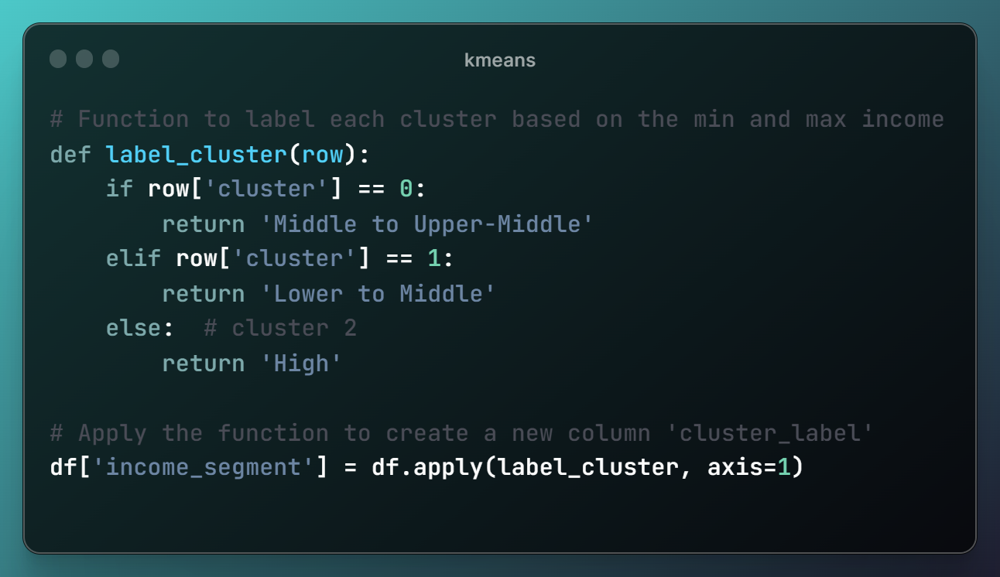 kmeans
# Function to label each cluster based on the min and max income
def label_cluster(row):
    if row['cluster'] == 0:
        return 'Middle to Upper-Middle'
    elif row['cluster'] == 1:
        return 'Lower to Middle'
    else:  # cluster 2
        return 'High'

# Apply the function to create a new column 'cluster_label'
df['income_segment'] = df.apply(label_cluster, axis=1)